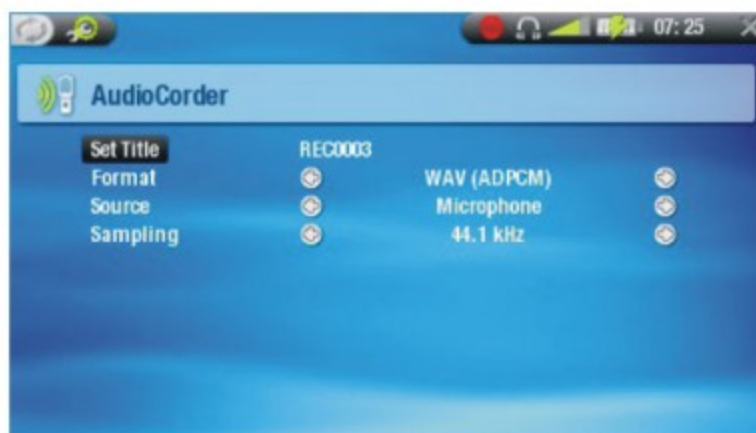 07:25
AudioCorder
Set Title REC0003
Format WAV (ADPCM)
Source Microphone
Sampling 44.1 kHz